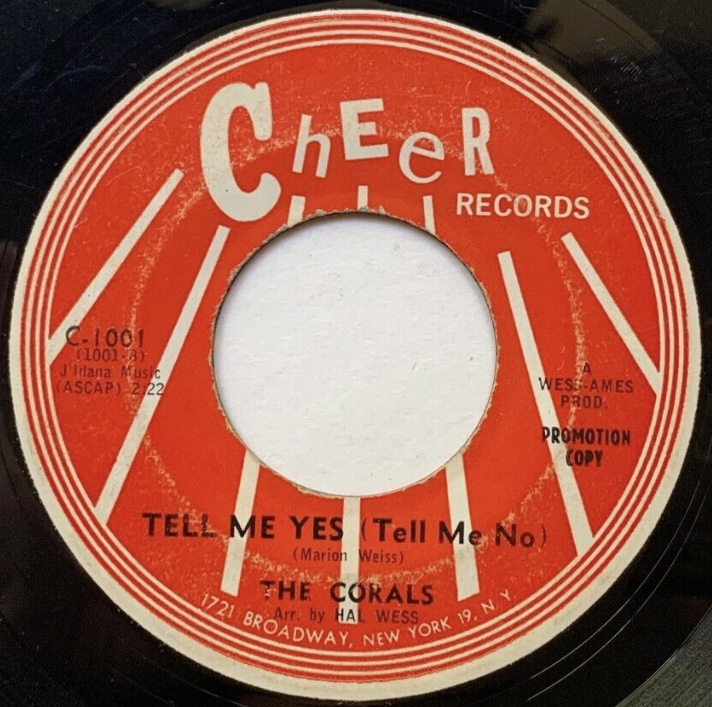 ChEeR
RECORDS
C-1001
(1001-B)
J'Idana Music
(ASCAP) 2:22
A
WESS-AMES
PROD.
PROMOTION
COPY
TELL ME YES (Tell Me No)
(Marion Weiss)
THE CORALS
Arr. by HAL WESS
1721 BROADWAY, NEW YORK 19, N.Y.